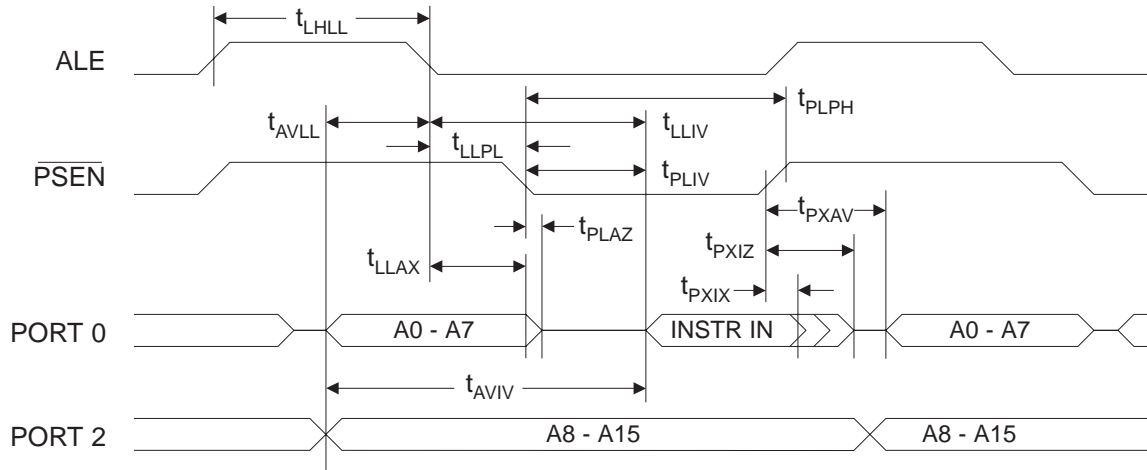 tLHLL
ALE
tPLPH
tAVLL
tLLIV
tLLPL
PSEN
tPLIV
tPXAV
tPLAZ
tPXIZ
tLLAX
tPXIX
PORT 0
A0 - A7
INSTR IN
A0 - A7
tAVIV
PORT 2
A8 - A15
A8 - A15